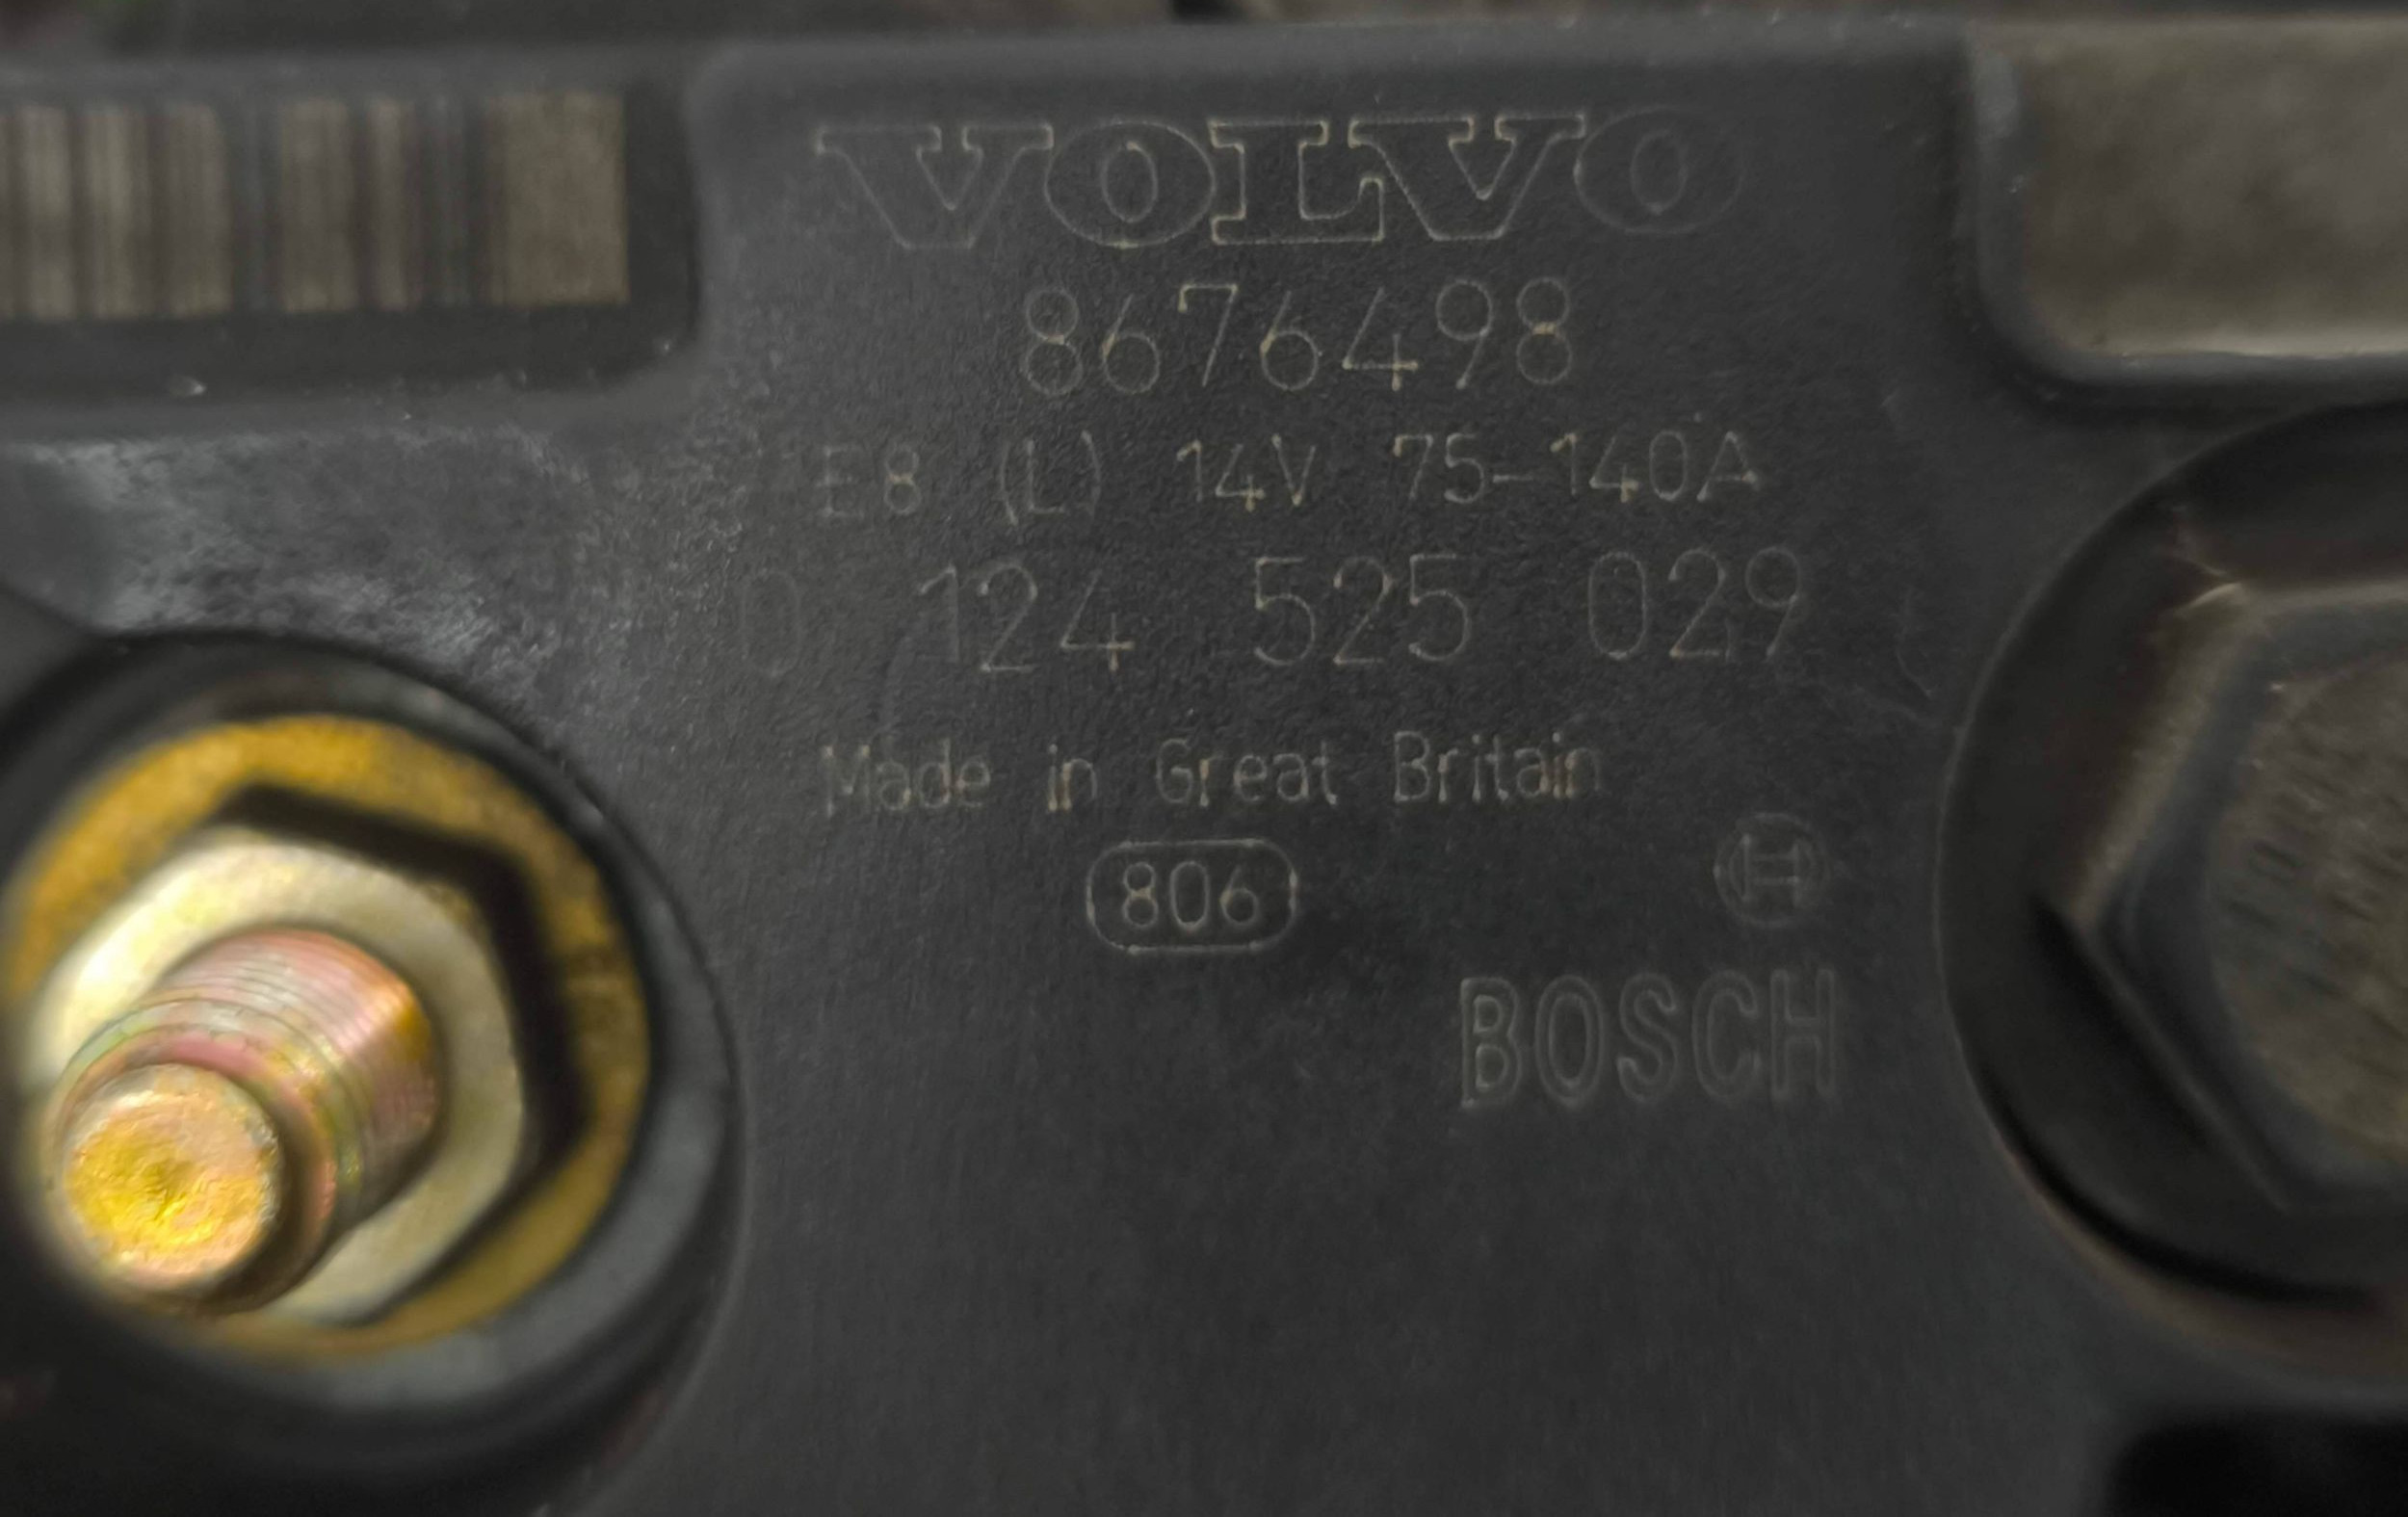 VOLVO
8676498
E8 (L) 14V 75-140A
0 124 525 029
Made in Great Britain
806
BOSCH